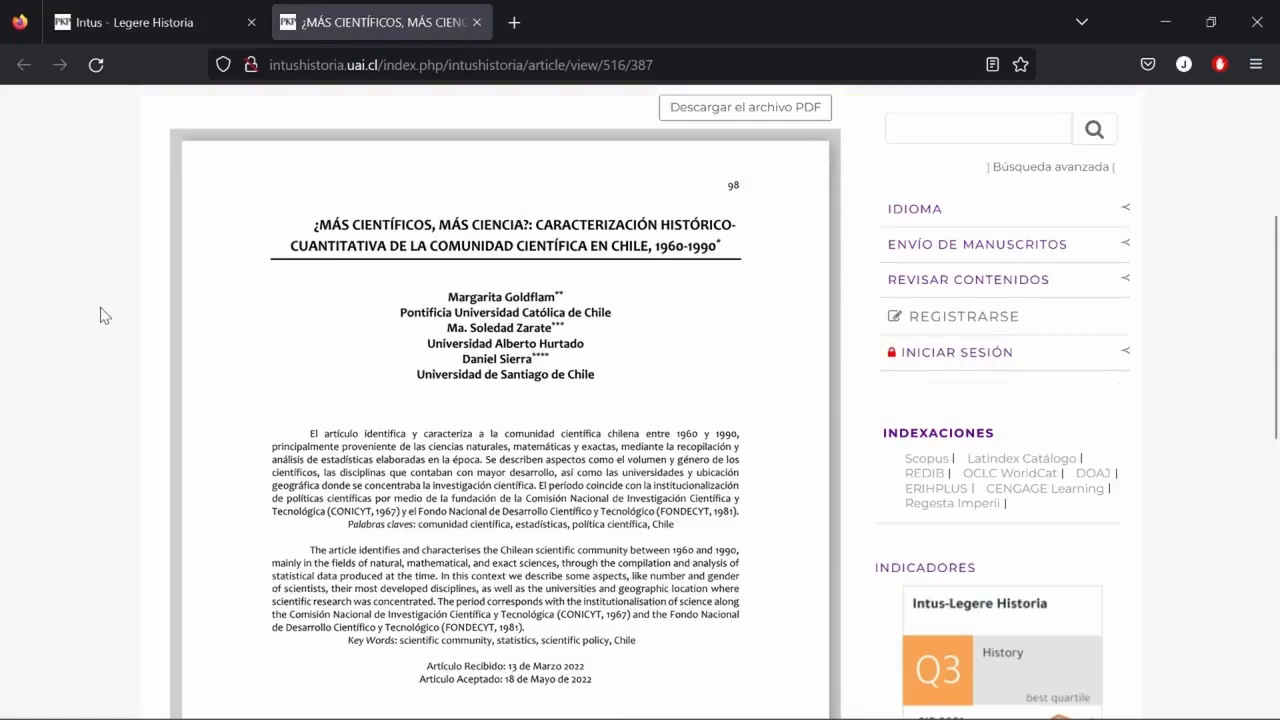 Intus - Legere Historia
¿MÁS CIENTÍFICOS, MÁS CIENC
intushistoria.uai.cl/index.php/intushistoria/article/view/516/387
J
Descargar el archivo PDF
98
¿MÁS CIENTÍFICOS, MÁS CIENCIA?: CARACTERIZACIÓN HISTÓRICO-
CUANTITATIVA DE LA COMUNIDAD CIENTÍFICA EN CHILE, 1960-1990*
Margarita Goldflam**
Pontificia Universidad Católica de Chile
Ma. Soledad Zarate***
Universidad Alberto Hurtado
Daniel Sierra****
Universidad de Santiago de Chile
El artículo identifica y caracteriza a la comunidad científica chilena entre 1960 y 1990,
principalmente proveniente de las ciencias naturales, matemáticas y exactas, mediante la recopilación y
análisis de estadísticas elaboradas en la época. Se describen aspectos como el volumen y género de los
científicos, las disciplinas que contaban con mayor desarrollo, así como las universidades y ubicación
geográfica donde se concentraba la investigación científica. El período coincide con la institucionalización
de políticas científicas por medio de la fundación de la Comisión Nacional de Investigación Científica y
Tecnológica (CONICYT, 1967) y el Fondo Nacional de Desarrollo Científico y Tecnológico (FONDECYT, 1981).
Palabras claves: comunidad científica, estadísticas, política científica, Chile
The article identifies and characterises the Chilean scientific community between 1960 and 1990,
mainly in the fields of natural, mathematical, and exact sciences, through the compilation and analysis of
statistical data produced at the time. In this context we describe some aspects, like number and gender
of scientists, their most developed disciplines, as well as the universities and geographic location where
scientific research was concentrated. The period corresponds with the institutionalisation of science along
the Comisión Nacional de Investigación Científica y Tecnológica (CONICYT, 1967) and the Fondo Nacional
de Desarrollo Científico y Tecnológico (FONDECYT, 1981).
Key Words: scientific community, statistics, scientific policy, Chile
Artículo Recibido: 13 de Marzo 2022
Artículo Aceptado: 18 de Mayo de 2022
] Búsqueda avanzada [
IDIOMA
ENVÍO DE MANUSCRITOS
REVISAR CONTENIDOS
REGISTRARSE
INICIAR SESIÓN
INDEXACIONES
Scopus | Latindex Catálogo |
REDIB | OCLC WorldCat | DOAJ |
ERIHPLUS | CENGAGE Learning |
Regesta Imperii |
INDICADORES
Intus-Legere Historia
Q3
History
best quartile